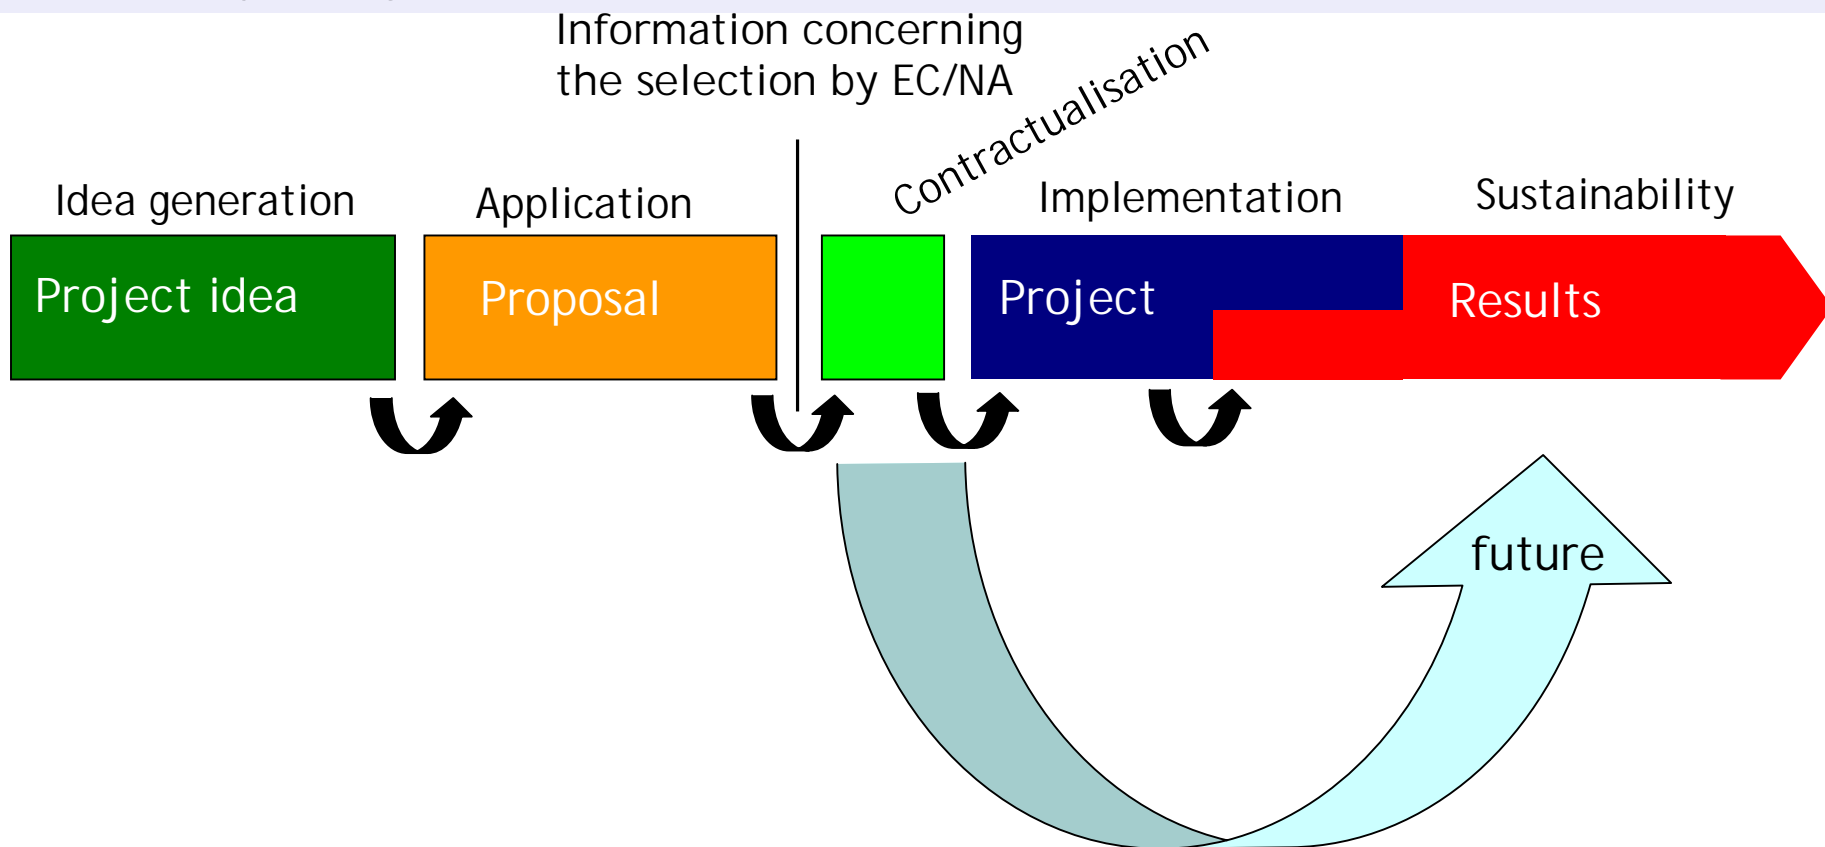 Information concerning
the selection by EC/NA
Contractualisation
Idea generation
Application
Implementation
Sustainability
Project idea
Proposal
Project
Results
future